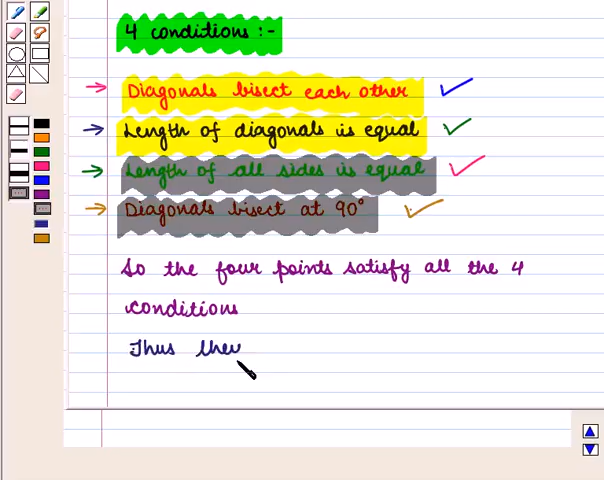 4 conditions :-
Diagonals bisect each other
Length of diagonals is equal
Length of all sides is equal
Diagonals bisect at 90°
So the four points satisfy all the 4
conditions
Thus